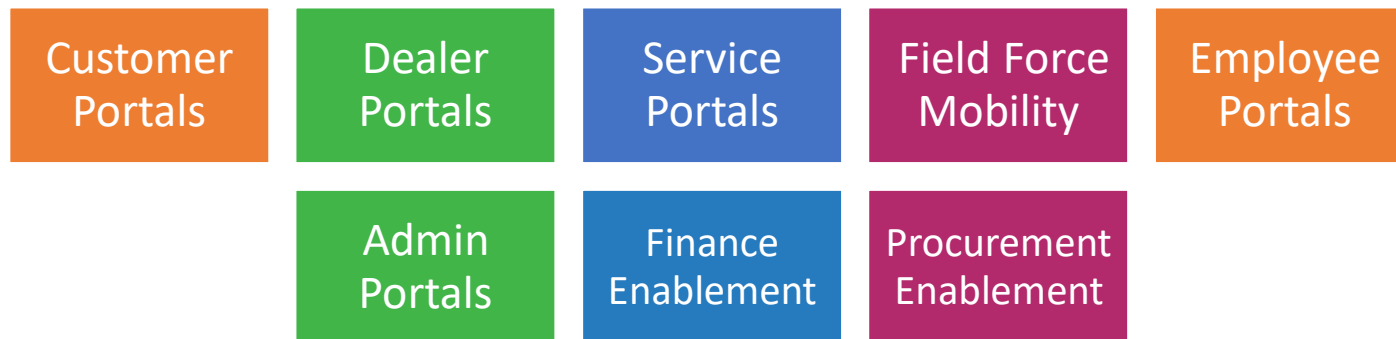 Customer
Portals
Dealer
Portals
Service
Portals
Field Force
Mobility
Employee
Portals
Admin
Portals
Finance
Enablement
Procurement
Enablement